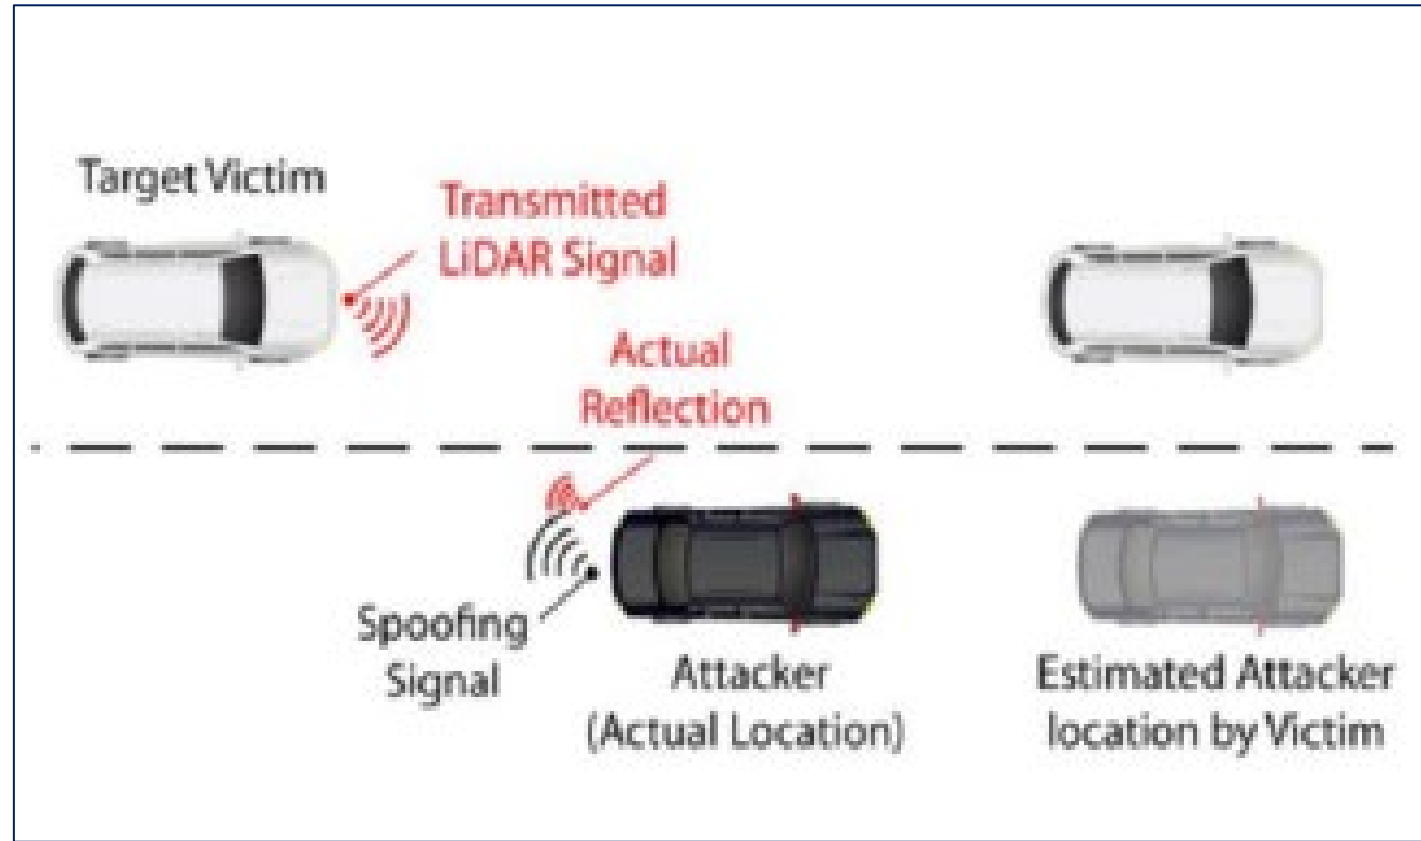 Target Victim
Transmitted
LiDAR Signal
Actual
Reflection
Spoofing
Signal
Attacker
(Actual Location)
Estimated Attacker
location by Victim